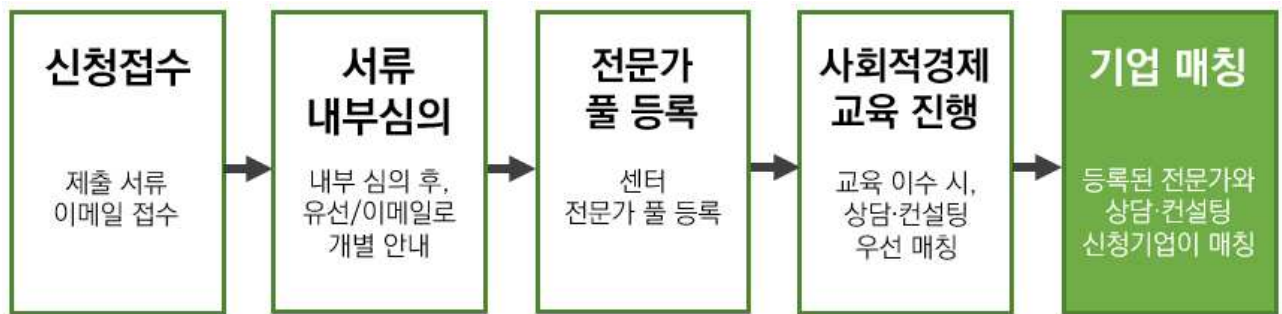 신청접수
제출 서류
이메일 접수
서류
내부심의
내부 심의 후,
유선/이메일로
개별 안내
전문가
풀 등록
센터
전문가 풀 등록
사회적경제
교육 진행
교육 이수 시,
상담·컨설팅
우선 매칭
기업 매칭
등록된 전문가와
상담·컨설팅
신청기업이 매칭